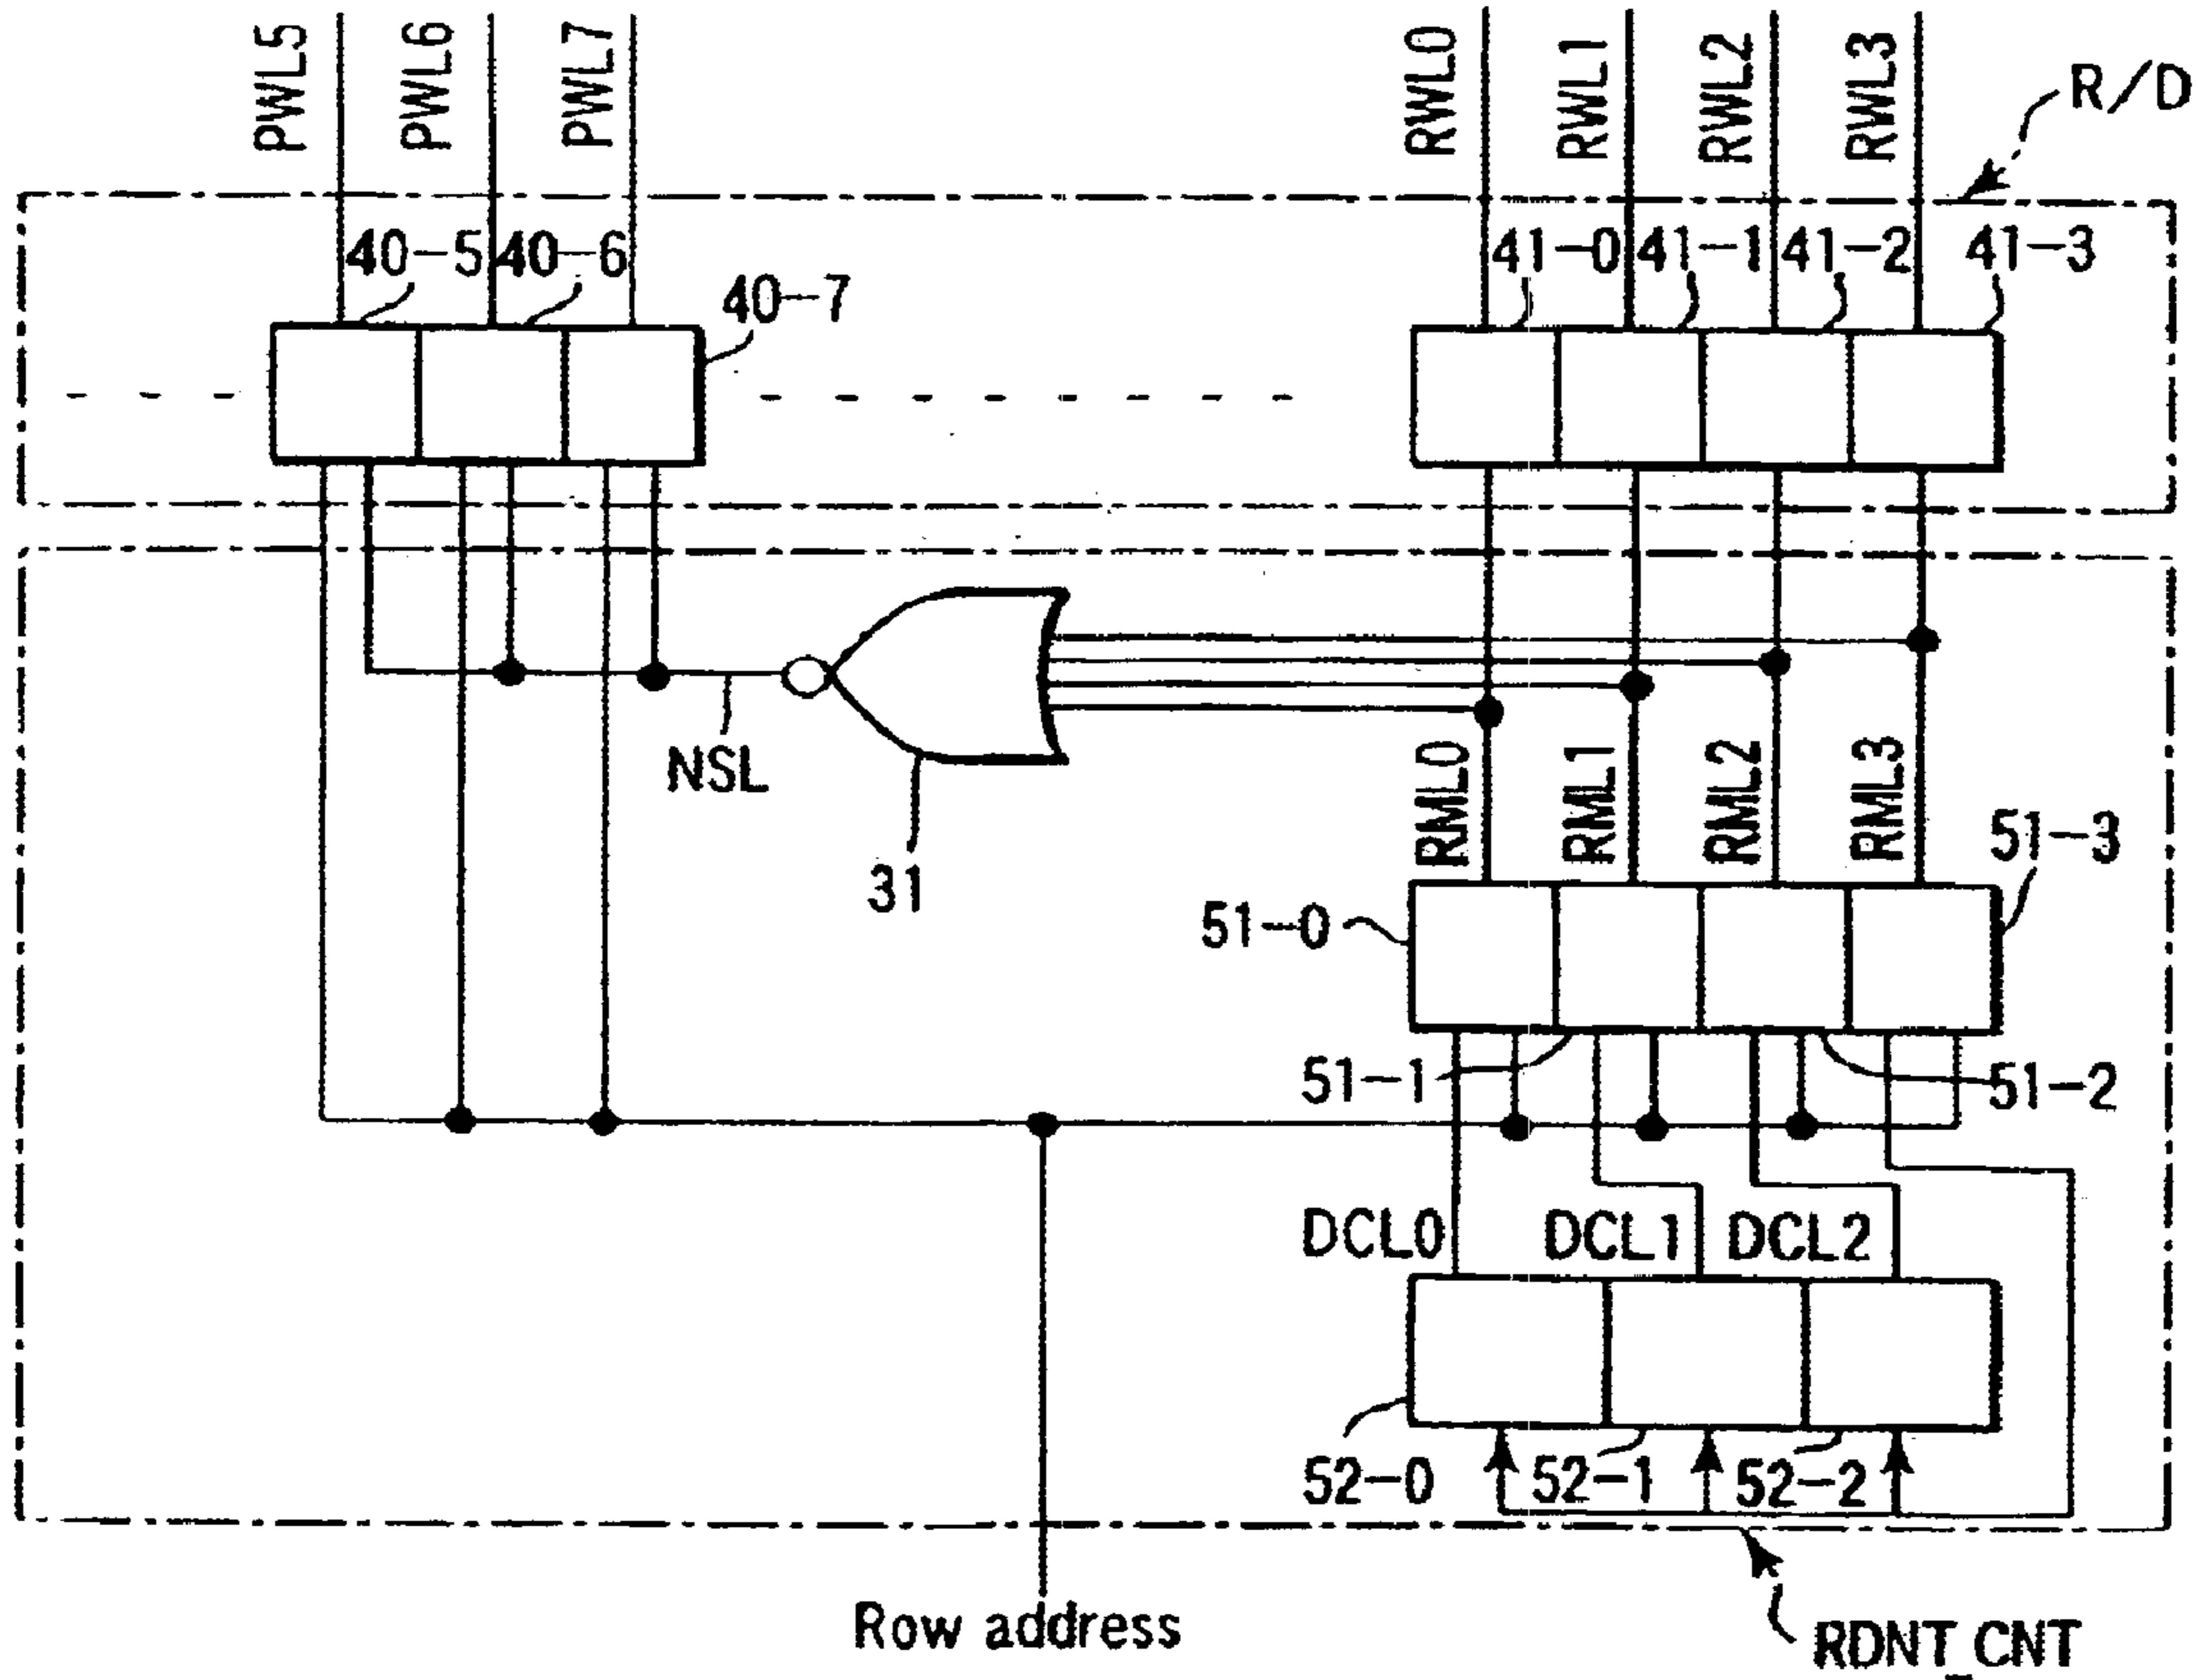 PWL5
PWL6
PWL7
RWL0
RWL1
RWL2
RWL3
R/D
40-5
40-6
40-7
41-0
41-1
41-2
41-3
NSL
31
RML0
RML1
RML2
RML3
51-3
51-0
51-1
51-2
DCL0
DCL1
DCL2
52-0
52-1
52-2
Row address
RDNT_CNT